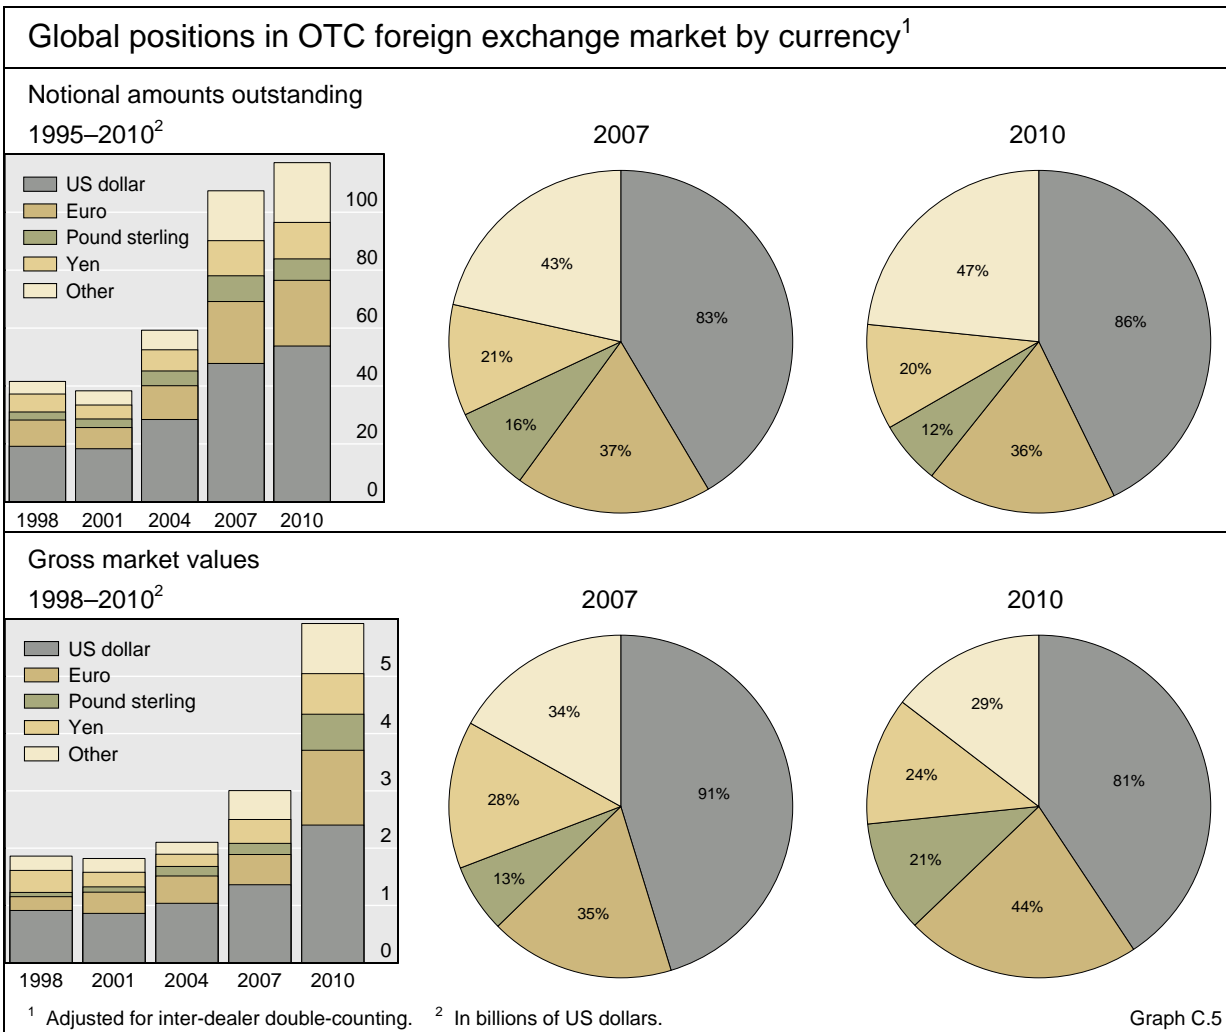 Global positions in OTC foreign exchange market by currency1
Notional amounts outstanding
1995–2010²
2007
2010
US dollar
Euro
Pound sterling
Yen
Other
100
80
60
40
20
0
1998 2001 2004 2007 2010
43%
83%
21%
16%
37%
47%
86%
20%
12%
36%
Gross market values
1998–2010²
2007
2010
US dollar
Euro
Pound sterling
Yen
Other
5
4
3
2
1
0
1998 2001 2004 2007 2010
34%
91%
28%
13%
35%
29%
81%
24%
21%
44%
¹ Adjusted for inter-dealer double-counting. ² In billions of US dollars. Graph C.5